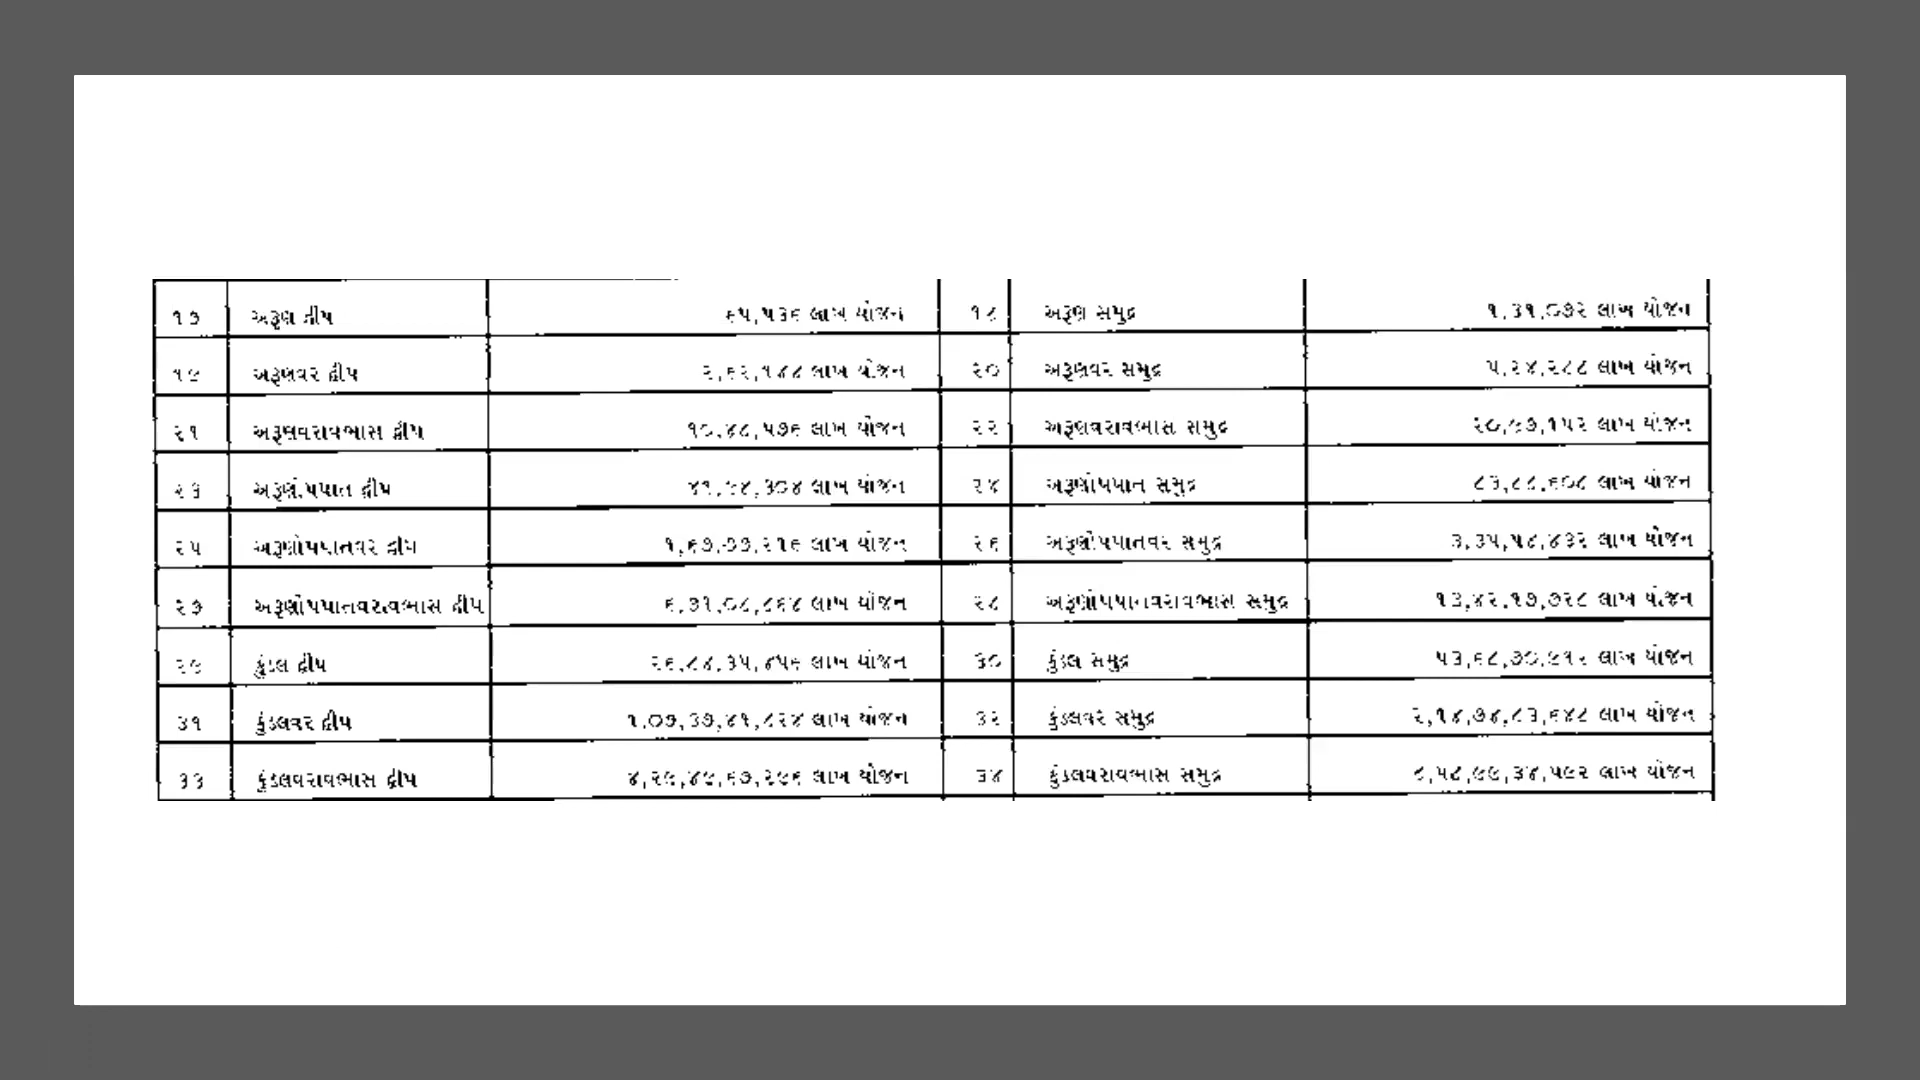 ૧૭ અરૂણ દ્વીપ ૬૫,૫૩૬ લાખ યોજન ૧૮ અરૂણ સમુદ્ર ૧,૩૧,૦૭૨ લાખ યોજન
૧૯ અરૂણવર દ્વીપ ૨,૬૨,૧૪૪ લાખ યોજન ૨૦ અરૂણવર સમુદ્ર ૫,૨૪,૨૮૮ લાખ યોજન
૨૧ અરૂણવરાવભાસ દ્વીપ ૧૦,૪૮,૫૭૬ લાખ યોજન ૨૨ અરૂણવરાવભાસ સમુદ્ર ૨૦,૯૭,૧૫૨ લાખ યોજન
૨૩ અરૂણોપપાત દ્વીપ ૪૧,૯૪,૩૦૪ લાખ યોજન ૨૪ અરૂણોપપાત સમુદ્ર ૮૩,૮૮,૬૦૮ લાખ યોજન
૨૫ અરૂણોપપાતવર દ્વીપ ૧,૬૭,૭૭,૨૧૬ લાખ યોજન ૨૬ અરૂણોપપાતવર સમુદ્ર ૩,૩૫,૫૪,૪૩૨ લાખ યોજન
૨૭ અરૂણોપપાતવરાવભાસ દ્વીપ ૬,૭૧,૦૮,૮૬૪ લાખ યોજન ૨૮ અરૂણોપપાતવરાવભાસ સમુદ્ર ૧૩,૪૨,૧૭,૭૨૮ લાખ યોજન
૨૯ કુંડલ દ્વીપ ૨૬,૮૪,૩૫,૪૫૬ લાખ યોજન ૩૦ કુંડલ સમુદ્ર ૫૩,૬૮,૭૦,૯૧૨ લાખ યોજન
૩૧ કુંડલવર દ્વીપ ૧,૦૭,૩૭,૪૧,૮૨૪ લાખ યોજન ૩૨ કુંડલવર સમુદ્ર ૨,૧૪,૭૪,૮૩,૬૪૮ લાખ યોજન
૩૩ કુંડલવરાવભાસ દ્વીપ ૪,૨૯,૪૯,૬૭,૨૯૬ લાખ યોજન ૩૪ કુંડલવરાવભાસ સમુદ્ર ૮,૫૮,૯૯,૩૪,૫૯૨ લાખ યોજન